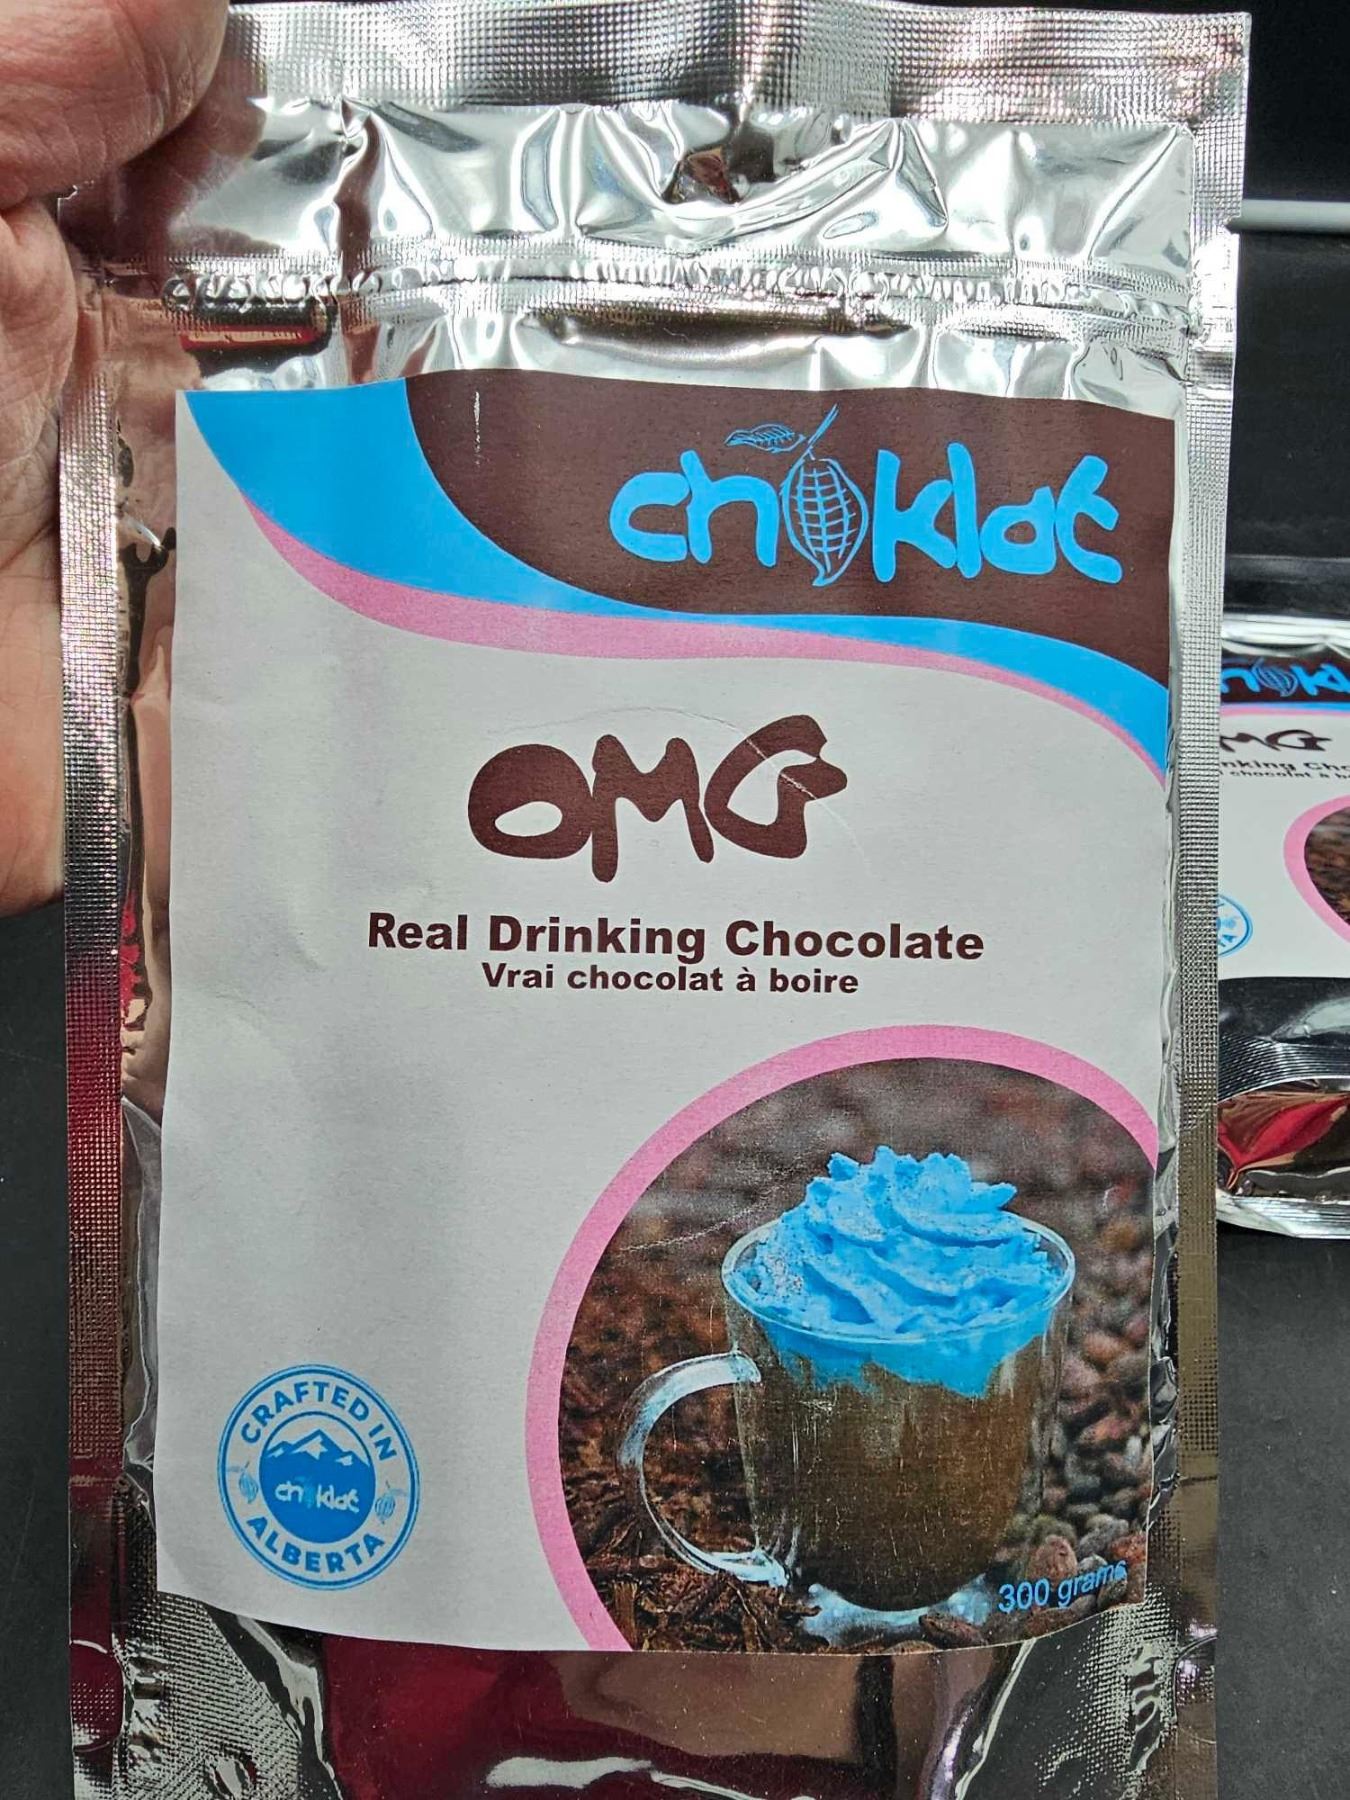 choklat
OMG
Real Drinking Chocolate
Vrai chocolat à boire
CRAFTED IN
choklat
ALBERTA
300 grams